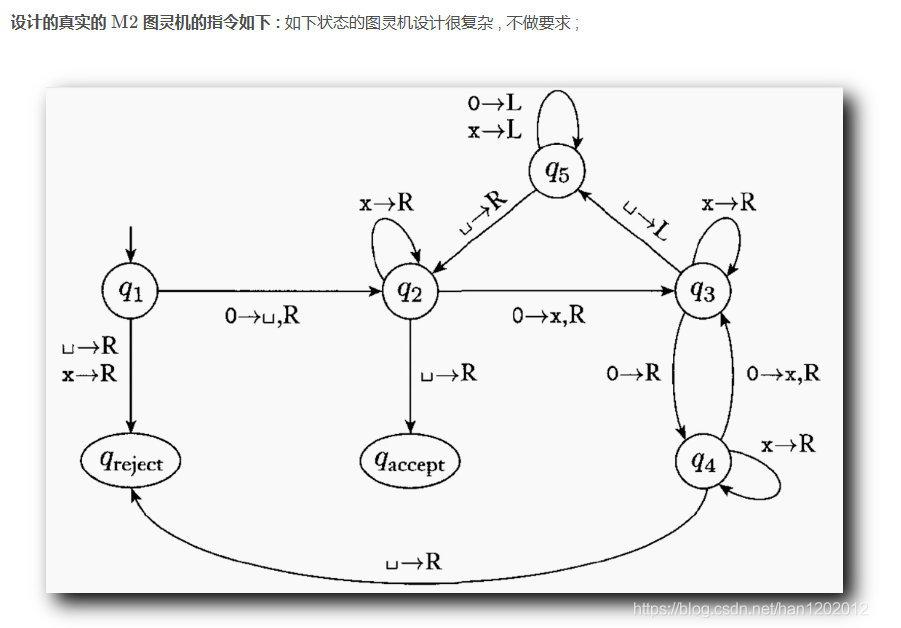 设计的真实的 M2 图灵机的指令如下 : 如下状态的图灵机设计很复杂 , 不做要求 ;
0→L
x→L
q5
x→R
⊔→R
⊔→L
x→R
q1
q2
q3
0→⊔,R
0→x,R
⊔→R
x→R
⊔→R
0→R
0→x,R
x→R
qreject
qaccept
q4
⊔→R
https://blog.csdn.net/han1202012